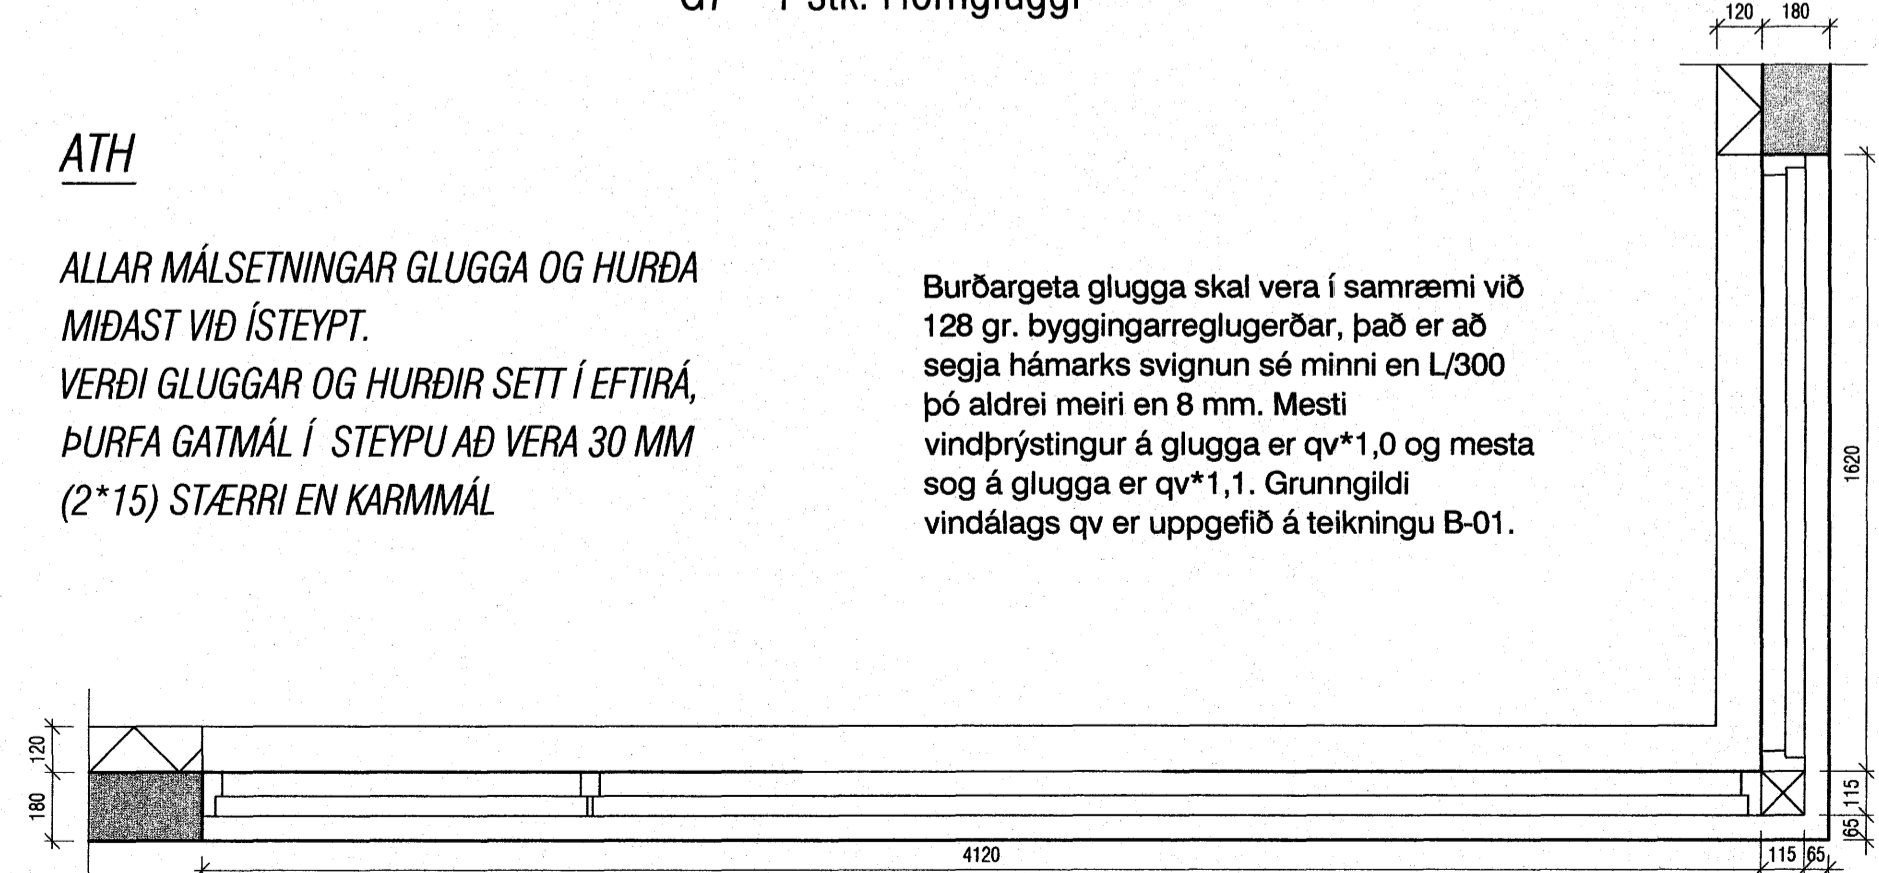 G7 1 stk. Horngluggi
120 180
ATH
ALLAR MÁLSETNINGAR GLUGGA OG HURÐA
MIÐAST VIÐ ÍSTEYPT.
VERÐI GLUGGAR OG HURÐIR SETT Í EFTIRÁ,
ÞURFA GATMÁL Í STEYPU AÐ VERA 30 MM
(2*15) STÆRRI EN KARMMÁL
Burðargeta glugga skal vera í samræmi við
128 gr. byggingarreglugerðar, það er að
segja hámarks svignun sé minni en L/300
þó aldrei meiri en 8 mm. Mesti
vindþrýstingur á glugga er qv*1,0 og mesta
sog á glugga er qv*1,1. Grunngildi
vindálags qv er uppgefið á teikningu B-01.
1620
120
180
115
65
4120
115 65